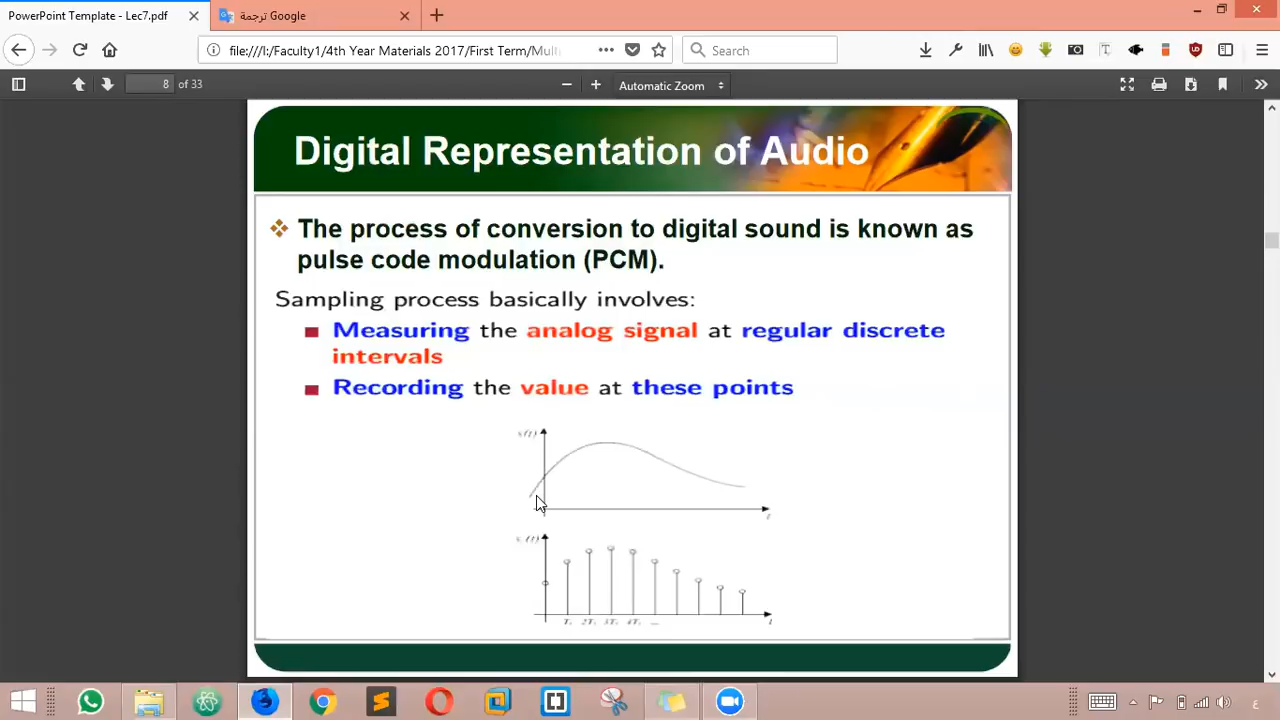 PowerPoint Template - Lec7.pdf
ترجمة Google
file:///I:/Faculty1/4th Year Materials 2017/First Term/Mult
Search
8 of 33
Automatic Zoom
Digital Representation of Audio
The process of conversion to digital sound is known as
pulse code modulation (PCM).
Sampling process basically involves:
Measuring the analog signal at regular discrete
intervals
Recording the value at these points
t